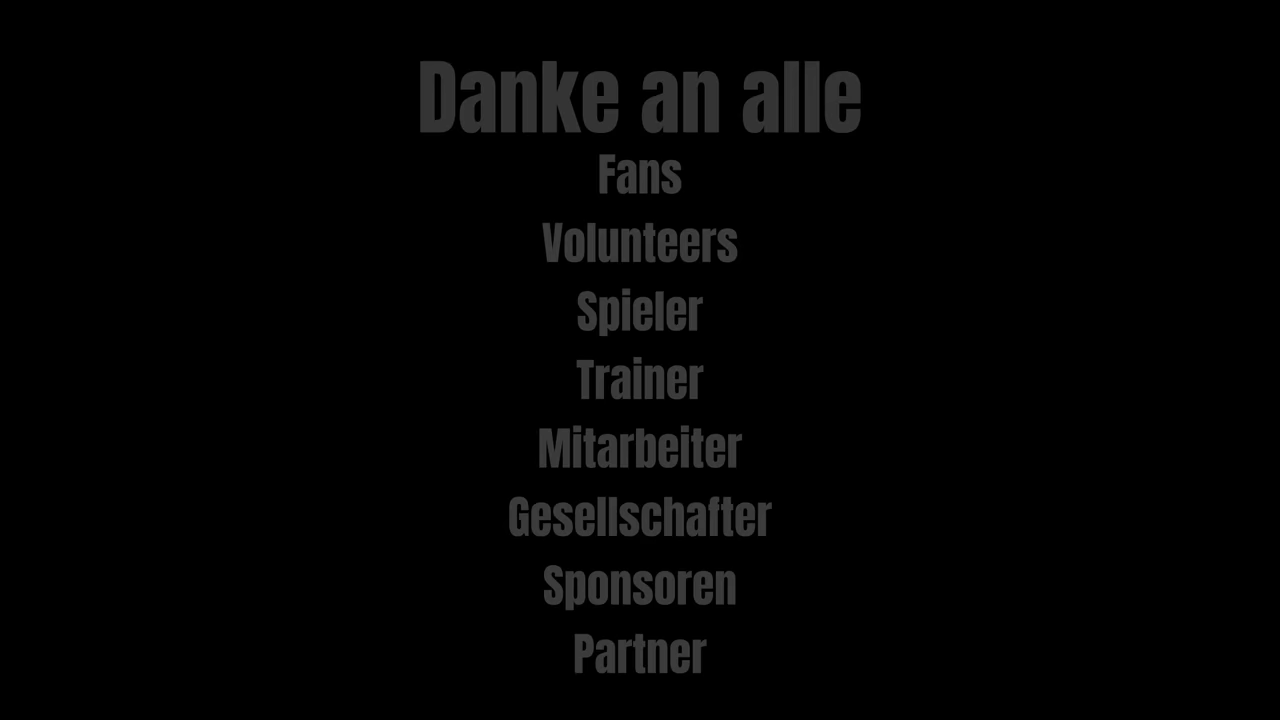 Danke an alle
Fans
Volunteers
Spieler
Trainer
Mitarbeiter
Gesellschafter
Sponsoren
Partner